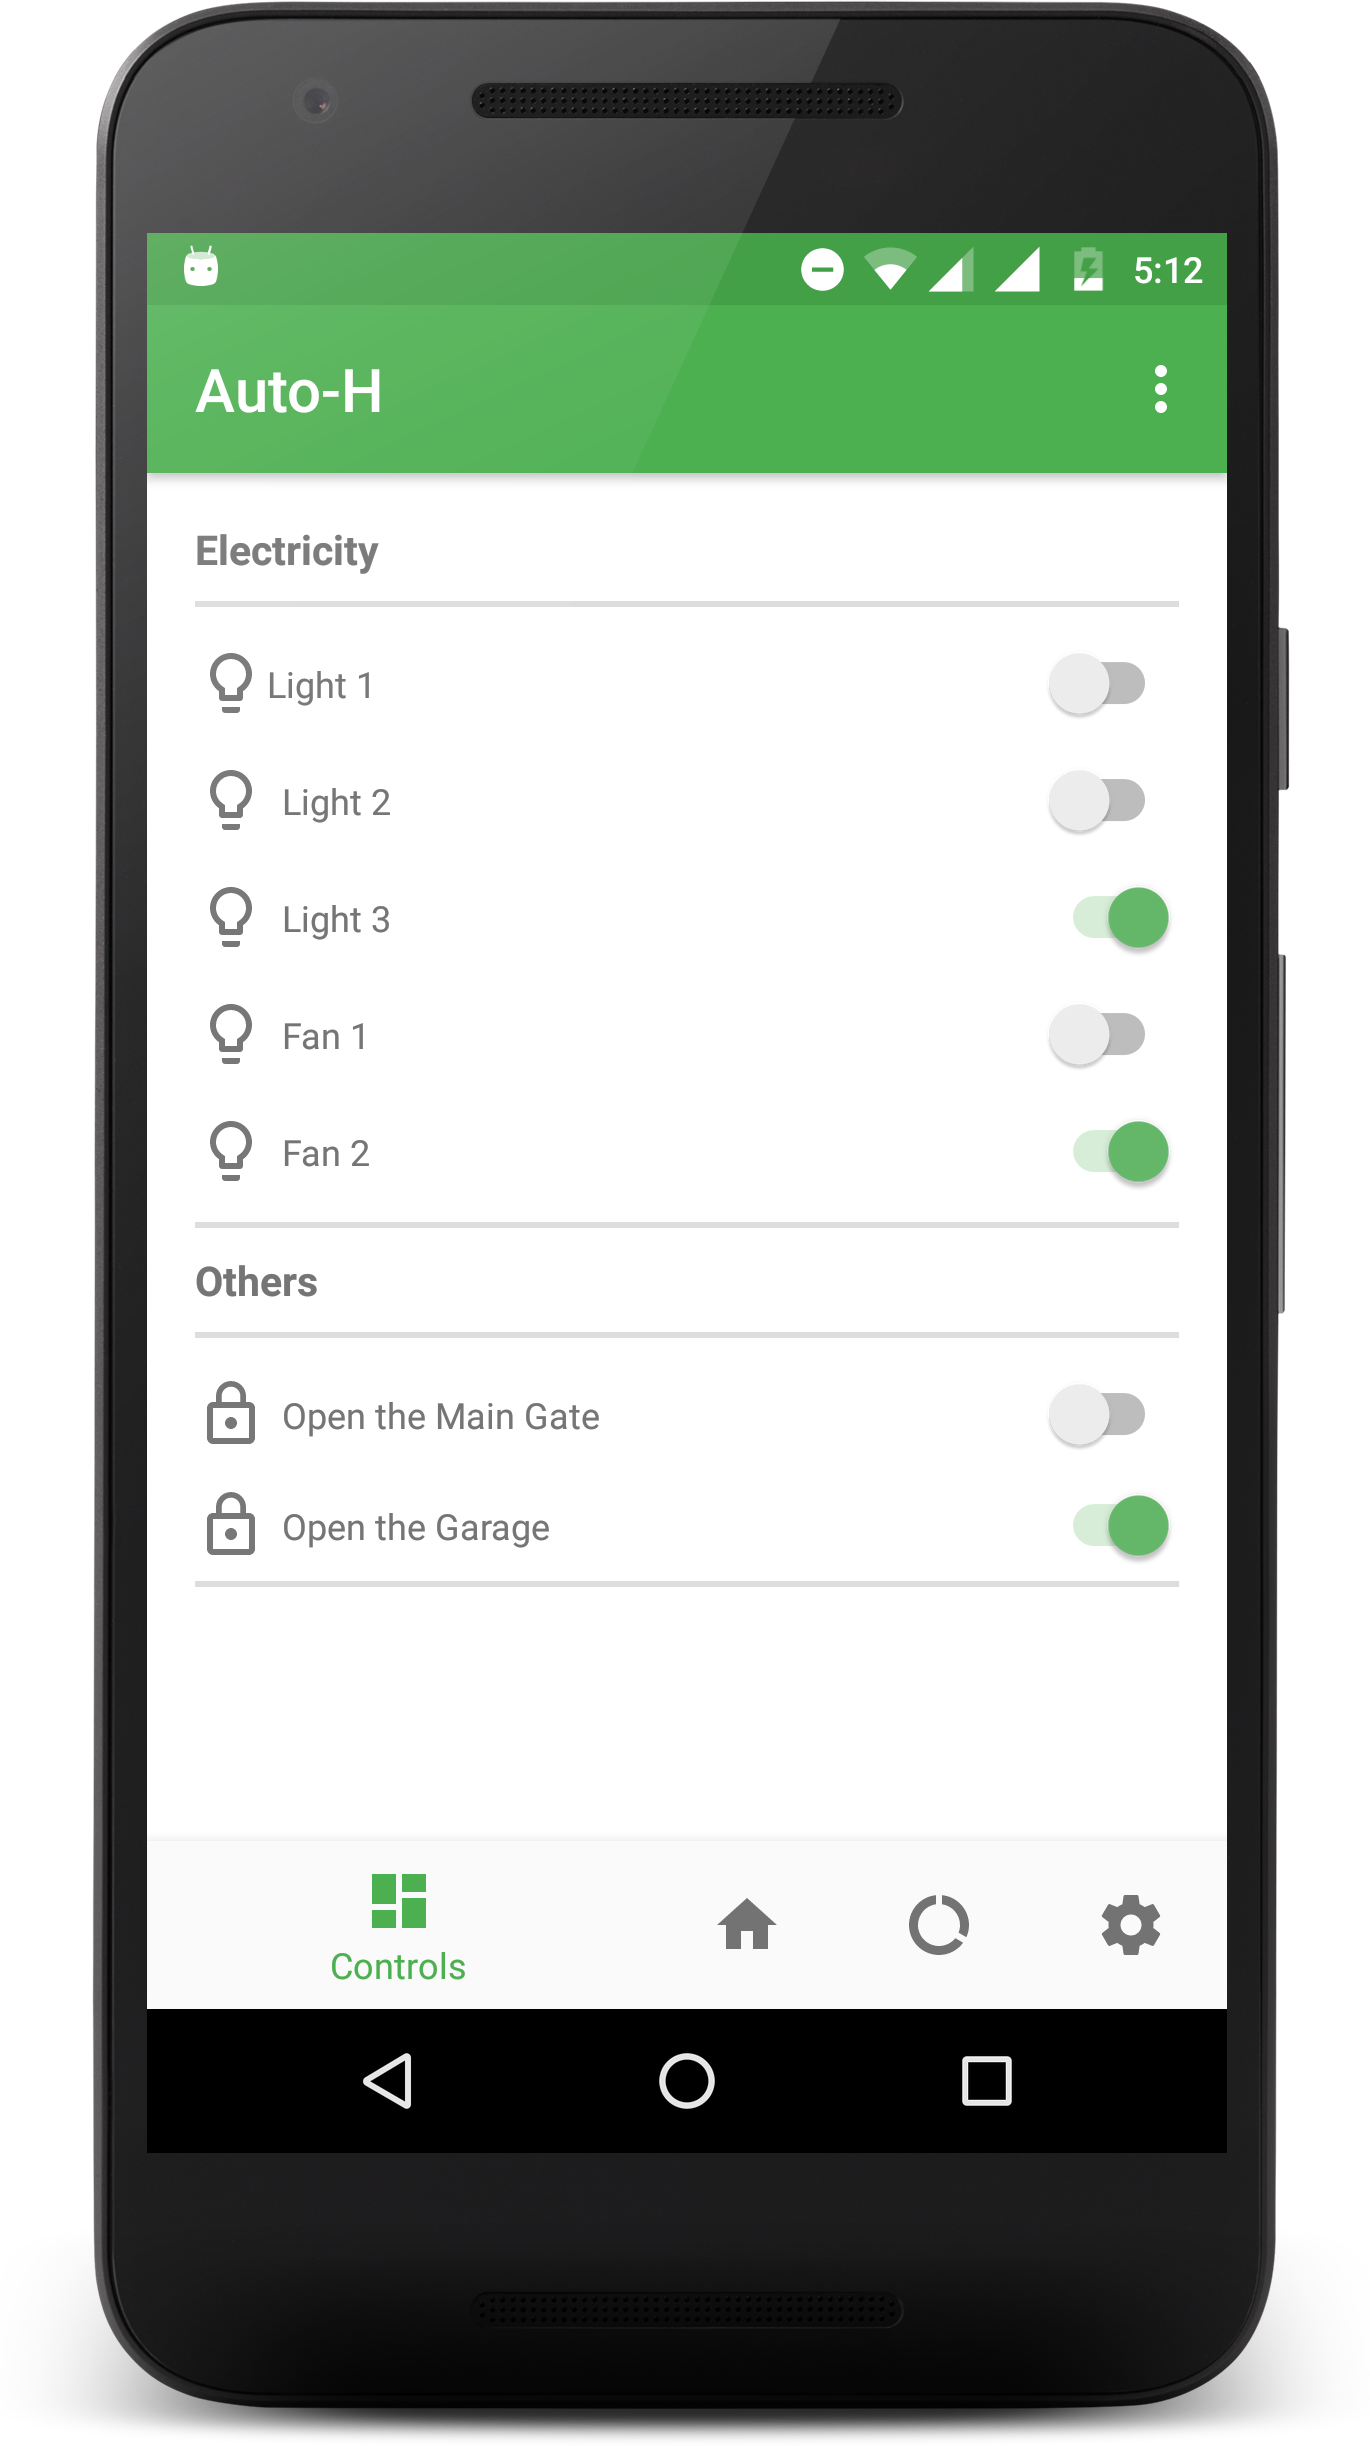 5:12
Auto-H
Electricity
Light 1
Light 2
Light 3
Fan 1
Fan 2
Others
Open the Main Gate
Open the Garage
Controls